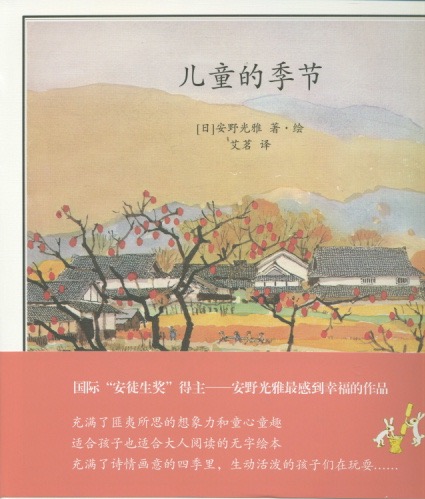 儿童的季节
[日]安野光雅 著·绘
艾茗 译
国际“安徒生奖”得主——安野光雅最感到幸福的作品
充满了匪夷所思的想象力和童心童趣
适合孩子也适合大人阅读的无字绘本
充满了诗情画意的四季里，生动活泼的孩子们在玩耍……